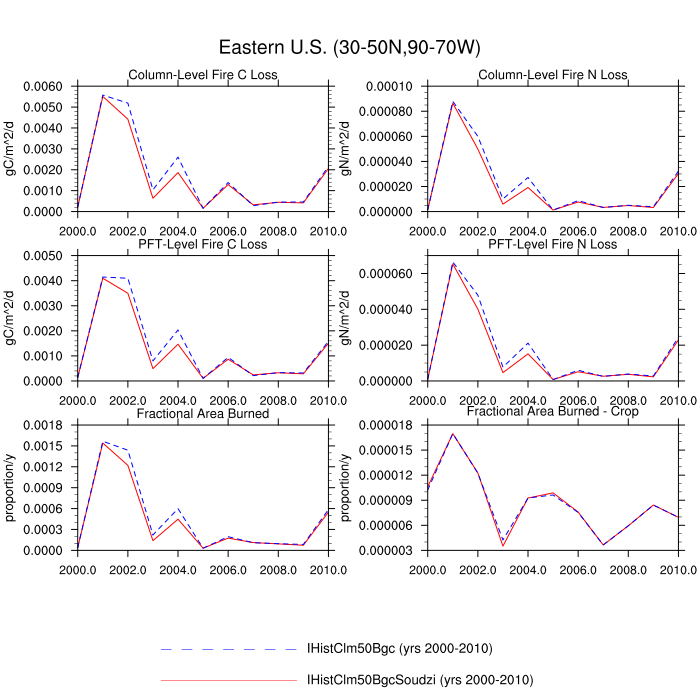 Eastern U.S. (30-50N,90-70W)
Column-Level Fire C Loss
gC/m^2/d
0.0060
0.0050
0.0040
0.0030
0.0020
0.0010
0.0000
2000.0 2002.0 2004.0 2006.0 2008.0 2010.0
Column-Level Fire N Loss
gN/m^2/d
0.00010
0.000080
0.000060
0.000040
0.000020
0.000000
2000.0 2002.0 2004.0 2006.0 2008.0 2010.0
PFT-Level Fire C Loss
gC/m^2/d
0.0050
0.0040
0.0030
0.0020
0.0010
0.0000
2000.0 2002.0 2004.0 2006.0 2008.0 2010.0
PFT-Level Fire N Loss
gN/m^2/d
0.000060
0.000040
0.000020
0.000000
2000.0 2002.0 2004.0 2006.0 2008.0 2010.0
Fractional Area Burned
proportion/y
0.0018
0.0015
0.0012
0.0009
0.0006
0.0003
0.0000
2000.0 2002.0 2004.0 2006.0 2008.0 2010.0
Fractional Area Burned - Crop
proportion/y
0.000018
0.000015
0.000012
0.000009
0.000006
0.000003
2000.0 2002.0 2004.0 2006.0 2008.0 2010.0
IHistClm50Bgc (yrs 2000-2010)
IHistClm50BgcSoudzi (yrs 2000-2010)